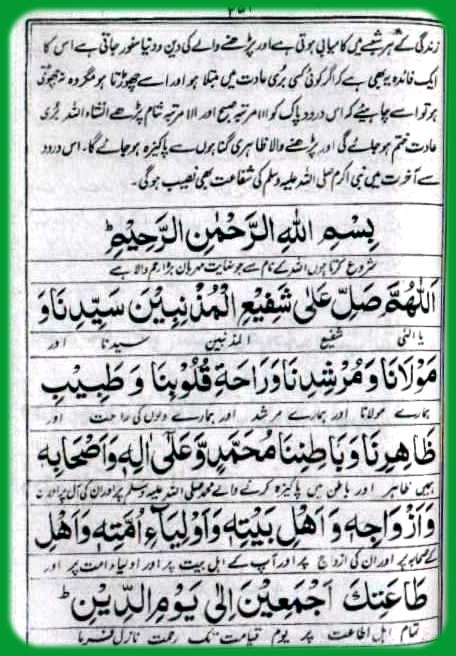 زندگی کے ہر شعبے میں کامیابی ہوتی ہے اور پڑھنے والے کی دین و دنیا سنور جاتی ہے اس کا
ایک فائدہ یہ بھی ہے کہ اگر کوئی کسی بُری عادت میں مبتلا ہو اور اسے چھوڑتا ہو مگر وہ نہ چھوٹتی
ہو تو اسے چاہیئے کہ اس درود پاک کو ۱۱۱ مرتبہ صبح اور ۱۱۱ مرتبہ شام پڑھے انشاء اللہ بُری
عادت ختم ہو جائے گی اور پڑھنے والا ظاہری گناہوں سے پاکیزہ ہو جائے گا۔ اس درود
سے آخرت میں نبی اکرم صلی اللہ علیہ وسلم کی شفاعت بھی نصیب ہوگی۔
بِسْمِ اللهِ الرَّحْمٰنِ الرَّحِيْمِ ط
شروع کرتا ہوں اللہ کے نام سے جو نہایت مہربان بڑا رحم والا ہے
اَللّٰهُمَّ صَلِّ عَلٰى شَفِيْعِ الْمُذْنِبِيْنَ سَيِّدِنَا وَ
یا الٰہی شفیع المذنبین سیدنا اور
مَوْلَانَا وَمُرْشِدِنَا وَرَاحَةِ قُلُوْبِنَا وَطَبِيْبِ
ہمارے مولانا اور ہمارے مرشد اور ہمارے دلوں کی راحت اور
ظَاهِرِنَا وَبَاطِنِنَا مُحَمَّدٍ وَّعَلٰى اٰلِهٖ وَاَصْحَابِهٖ
ہمیں ظاہر اور باطن میں پاکیزہ کرنے والے محمد صلی اللہ علیہ وسلم پر اور ان کی آل پر اور ان
وَاَزْوَاجِهٖ وَاَهْلِ بَيْتِهٖ وَاَوْلِيَآءِ اُمَّتِهٖ وَاَهْلِ
کے صحابہ پر اور ان کی ازواج پر اور آپ کے اہل بیت پر اور اولیاء امت پر اور
طَاعَتِكَ اَجْمَعِيْنَ اِلٰى يَوْمِ الدِّيْنِ ط
تمام اہل اطاعت پر یوم قیامت تک رحمت نازل فرما